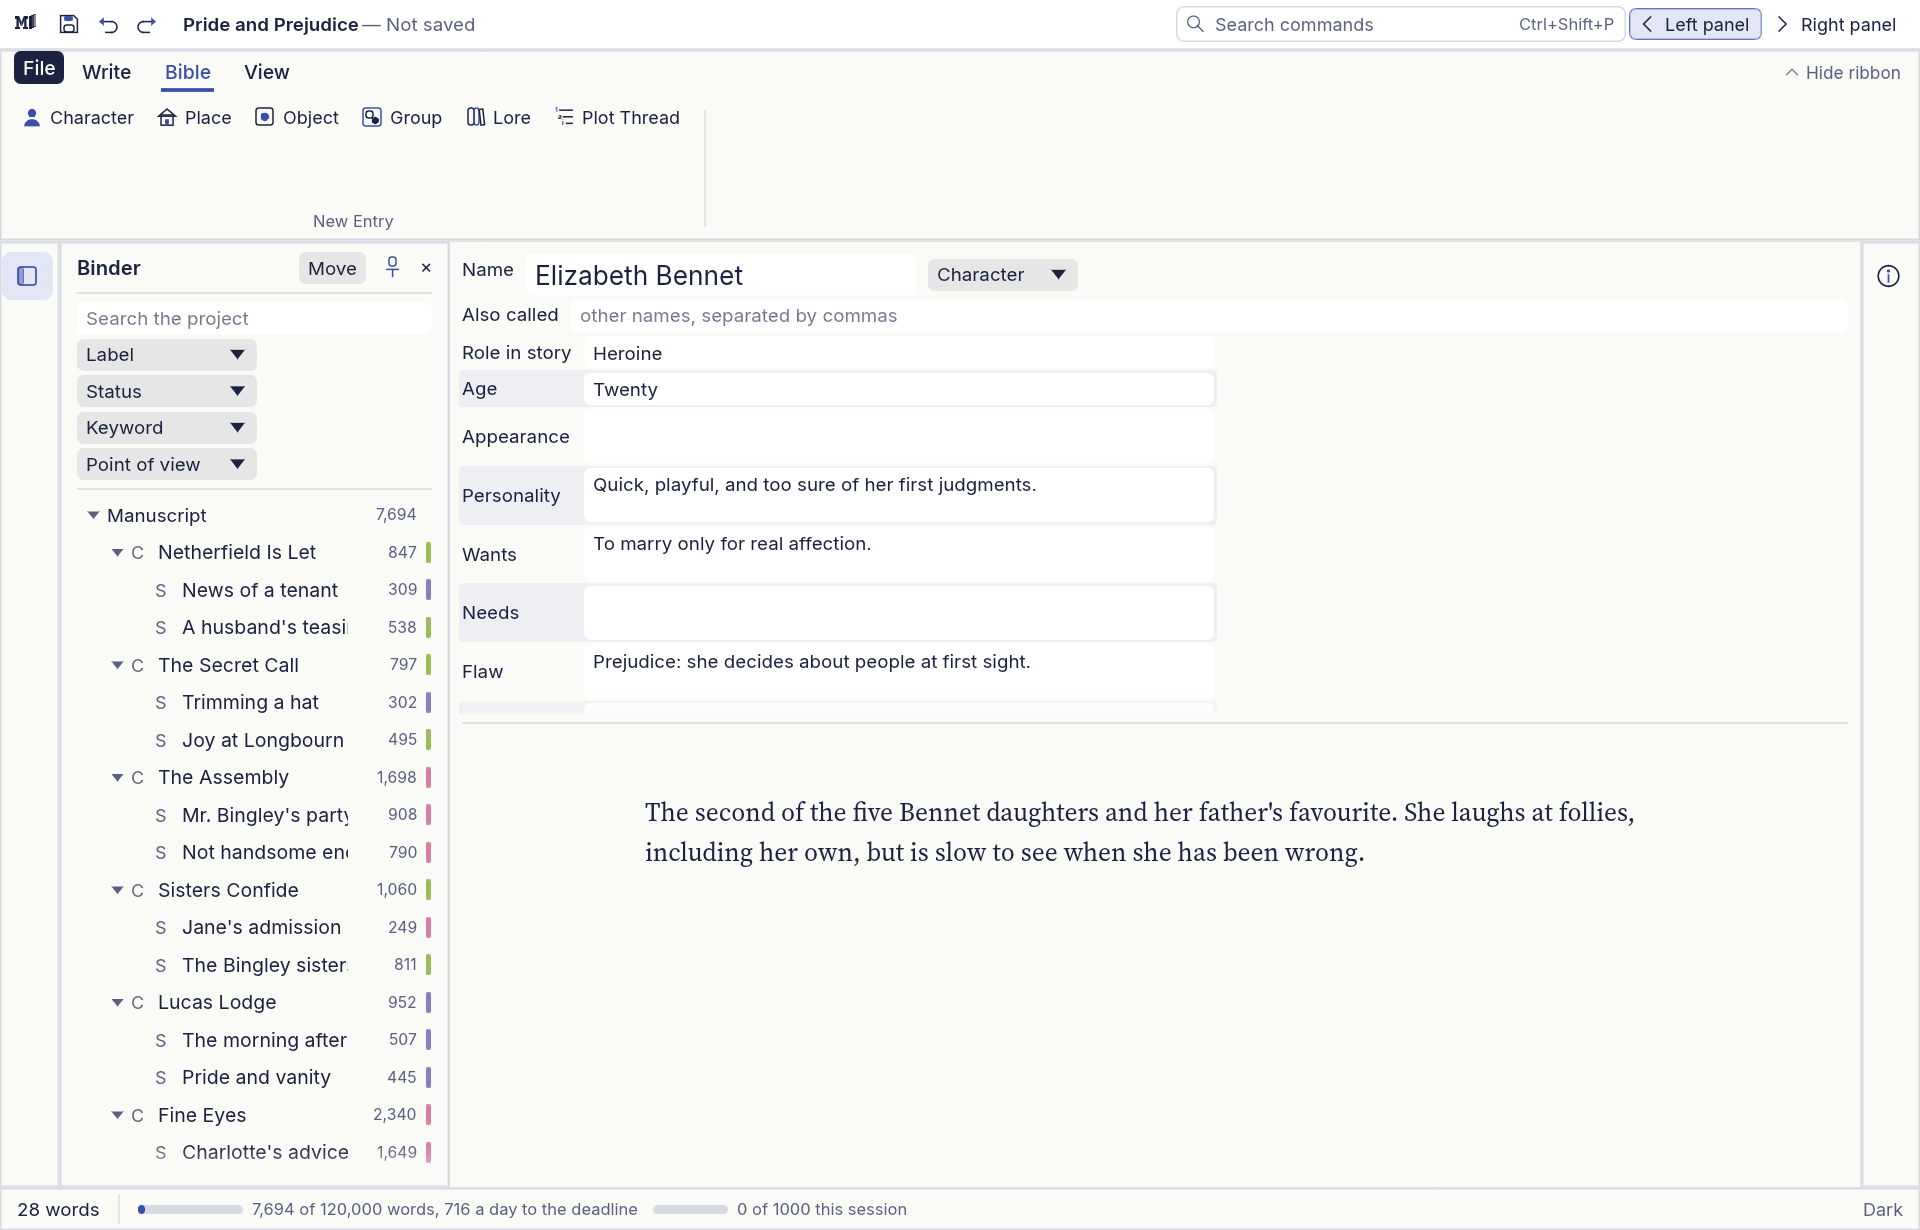 Pride and Prejudice — Not saved
Search commands Ctrl+Shift+P
Left panel
Right panel
File Write Bible View
Hide ribbon
Character Place Object Group Lore Plot Thread
New Entry
Binder Move
Search the project
Label
Status
Keyword
Point of view
Manuscript 7,694
C Netherfield Is Let 847
S News of a tenant 309
S A husband's teasi 538
C The Secret Call 797
S Trimming a hat 302
S Joy at Longbourn 495
C The Assembly 1,698
S Mr. Bingley's party 908
S Not handsome en 790
C Sisters Confide 1,060
S Jane's admission 249
S The Bingley sister 811
C Lucas Lodge 952
S The morning after 507
S Pride and vanity 445
C Fine Eyes 2,340
S Charlotte's advice 1,649
Name Elizabeth Bennet Character
Also called other names, separated by commas
Role in story Heroine
Age Twenty
Appearance
Personality Quick, playful, and too sure of her first judgments.
Wants To marry only for real affection.
Needs
Flaw Prejudice: she decides about people at first sight.
The second of the five Bennet daughters and her father's favourite. She laughs at follies,
including her own, but is slow to see when she has been wrong.
28 words
7,694 of 120,000 words, 716 a day to the deadline
0 of 1000 this session
Dark